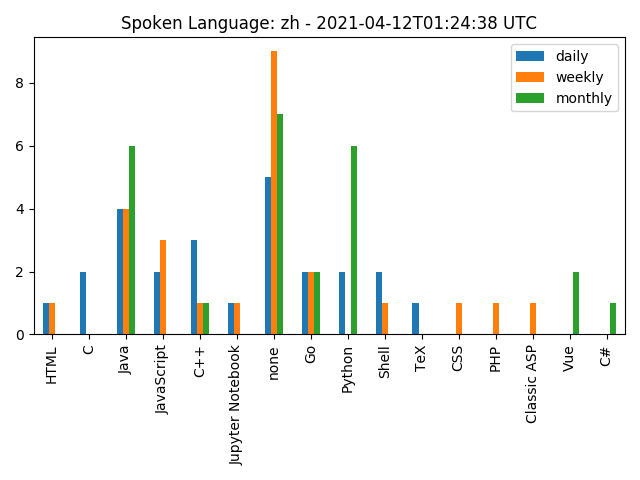 Spoken Language: zh - 2021-04-12T01:24:38 UTC
daily
weekly
monthly
8
6
4
2
0
HTML
C
Java
JavaScript
C++
Jupyter Notebook
none
Go
Python
Shell
TeX
CSS
PHP
Classic ASP
Vue
C#